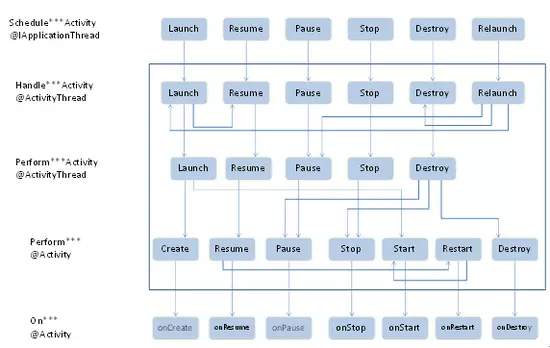 Schedule***Activity
@IApplicationThread
Launch Resume Pause Stop Destroy Relaunch
Handle***Activity
@ActivityThread
Launch Resume Pause Stop Destroy Relaunch
Perform***Activity
@ActivityThread
Launch Resume Pause Stop Destroy
Perform***
@Activity
Create Resume Pause Stop Start Restart Destroy
On***
@Activity
onCreate onResume onPause onStop onStart onRestart onDestroy